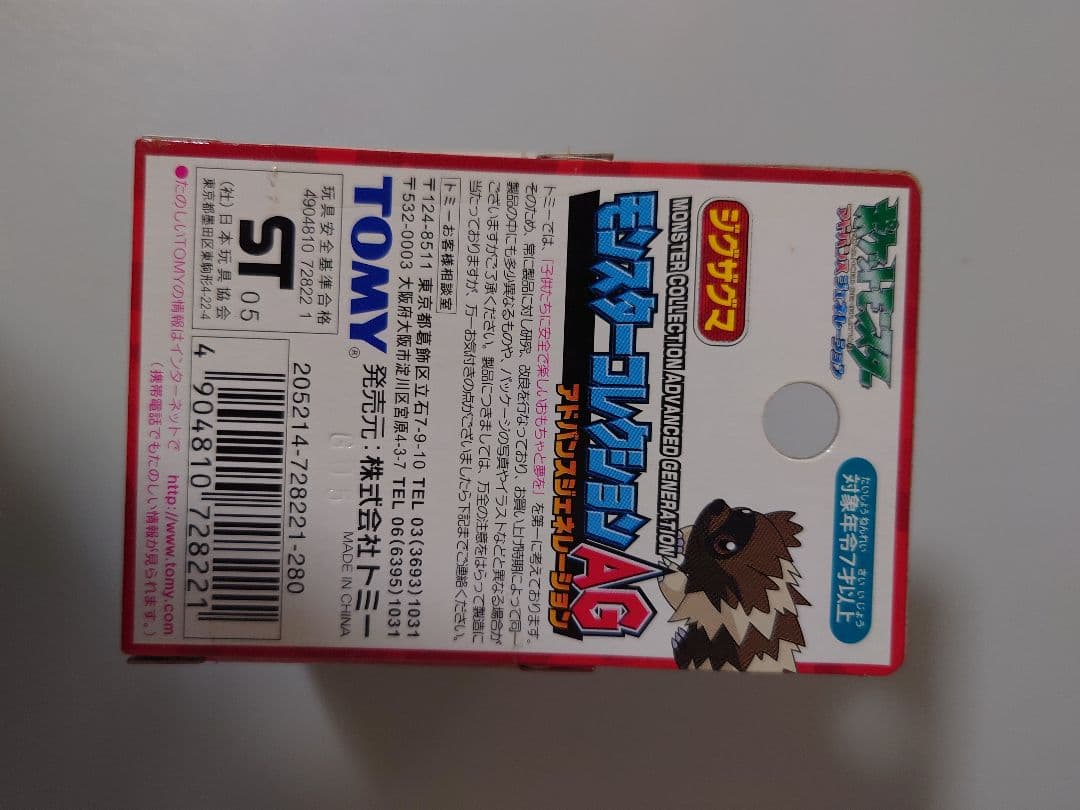 ポケットモンスター
アドバンスジェネレーション
たいしょうねんれい さい いじょう
対象年令7才以上
ジグザグマ
MONSTER COLLECTION ADVANCED GENERATION
モンスターコレクションAG
アドバンスジェネレーション
トミーでは、「子供たちに安全で楽しいおもちゃと夢を」を第一に考えております。
そのため、常に製品に対し研究、改良を行なっており、お買い上げ時期によって同一
製品の中にも多少異なるものや、パッケージの写真やイラストなどと異なる場合が
ございますがご了承ください。製品につきましては、万全の注意をはらって製造に
当たっておりますが、万一お気付きの点がございましたら下記までご連絡ください。
トミーお客様相談室
〒124-8511 東京都葛飾区立石7-9-10 TEL 03(3693)1031
〒532-0003 大阪府大阪市淀川区宮原4-3-7 TEL 06(6395)1031
TOMY® 発売元:株式会社トミー
MADE IN CHINA
玩具安全基準合格
4904810 72822 1
ST 05
(社)日本玩具協会
東京都墨田区東駒形4-22-4
205214-728221-280
4 904810 728221
●たのしいTOMYの情報はインターネットで http://www.tomy.com
(携帯電話でもたのしい情報が見られます。)